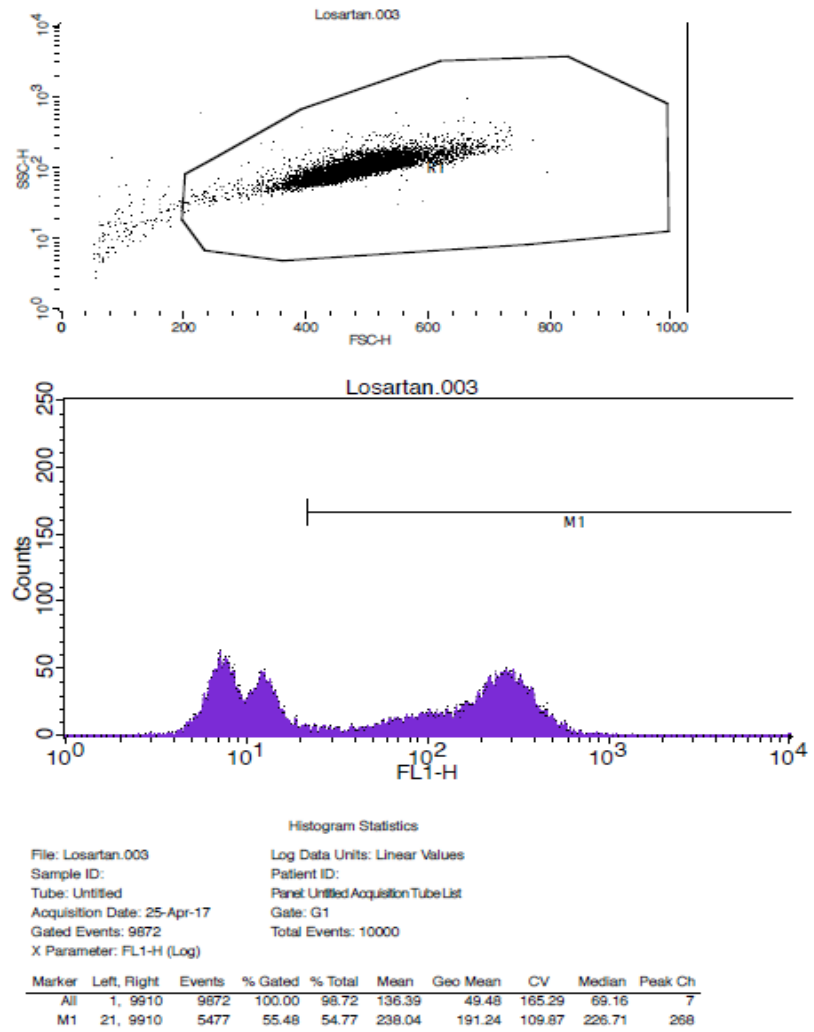 Losartan.003
10^4
10^3
10^2
10^1
10^0
SSC-H
R1
0 200 400 600 800 1000
FSC-H
Losartan.003
250
200
150
100
50
0
Counts
M1
10^0 10^1 10^2 10^3 10^4
FL1-H
Histogram Statistics
File: Losartan.003 Log Data Units: Linear Values
Sample ID: Patient ID:
Tube: Untitled Panel: Untitled Acquisition Tube List
Acquisition Date: 25-Apr-17 Gate: G1
Gated Events: 9872 Total Events: 10000
X Parameter: FL1-H (Log)
Marker Left, Right Events % Gated % Total Mean Geo Mean CV Median Peak Ch
All 1, 9910 9872 100.00 98.72 136.39 49.48 165.29 69.16 7
M1 21, 9910 5477 55.48 54.77 238.04 191.24 109.87 226.71 268